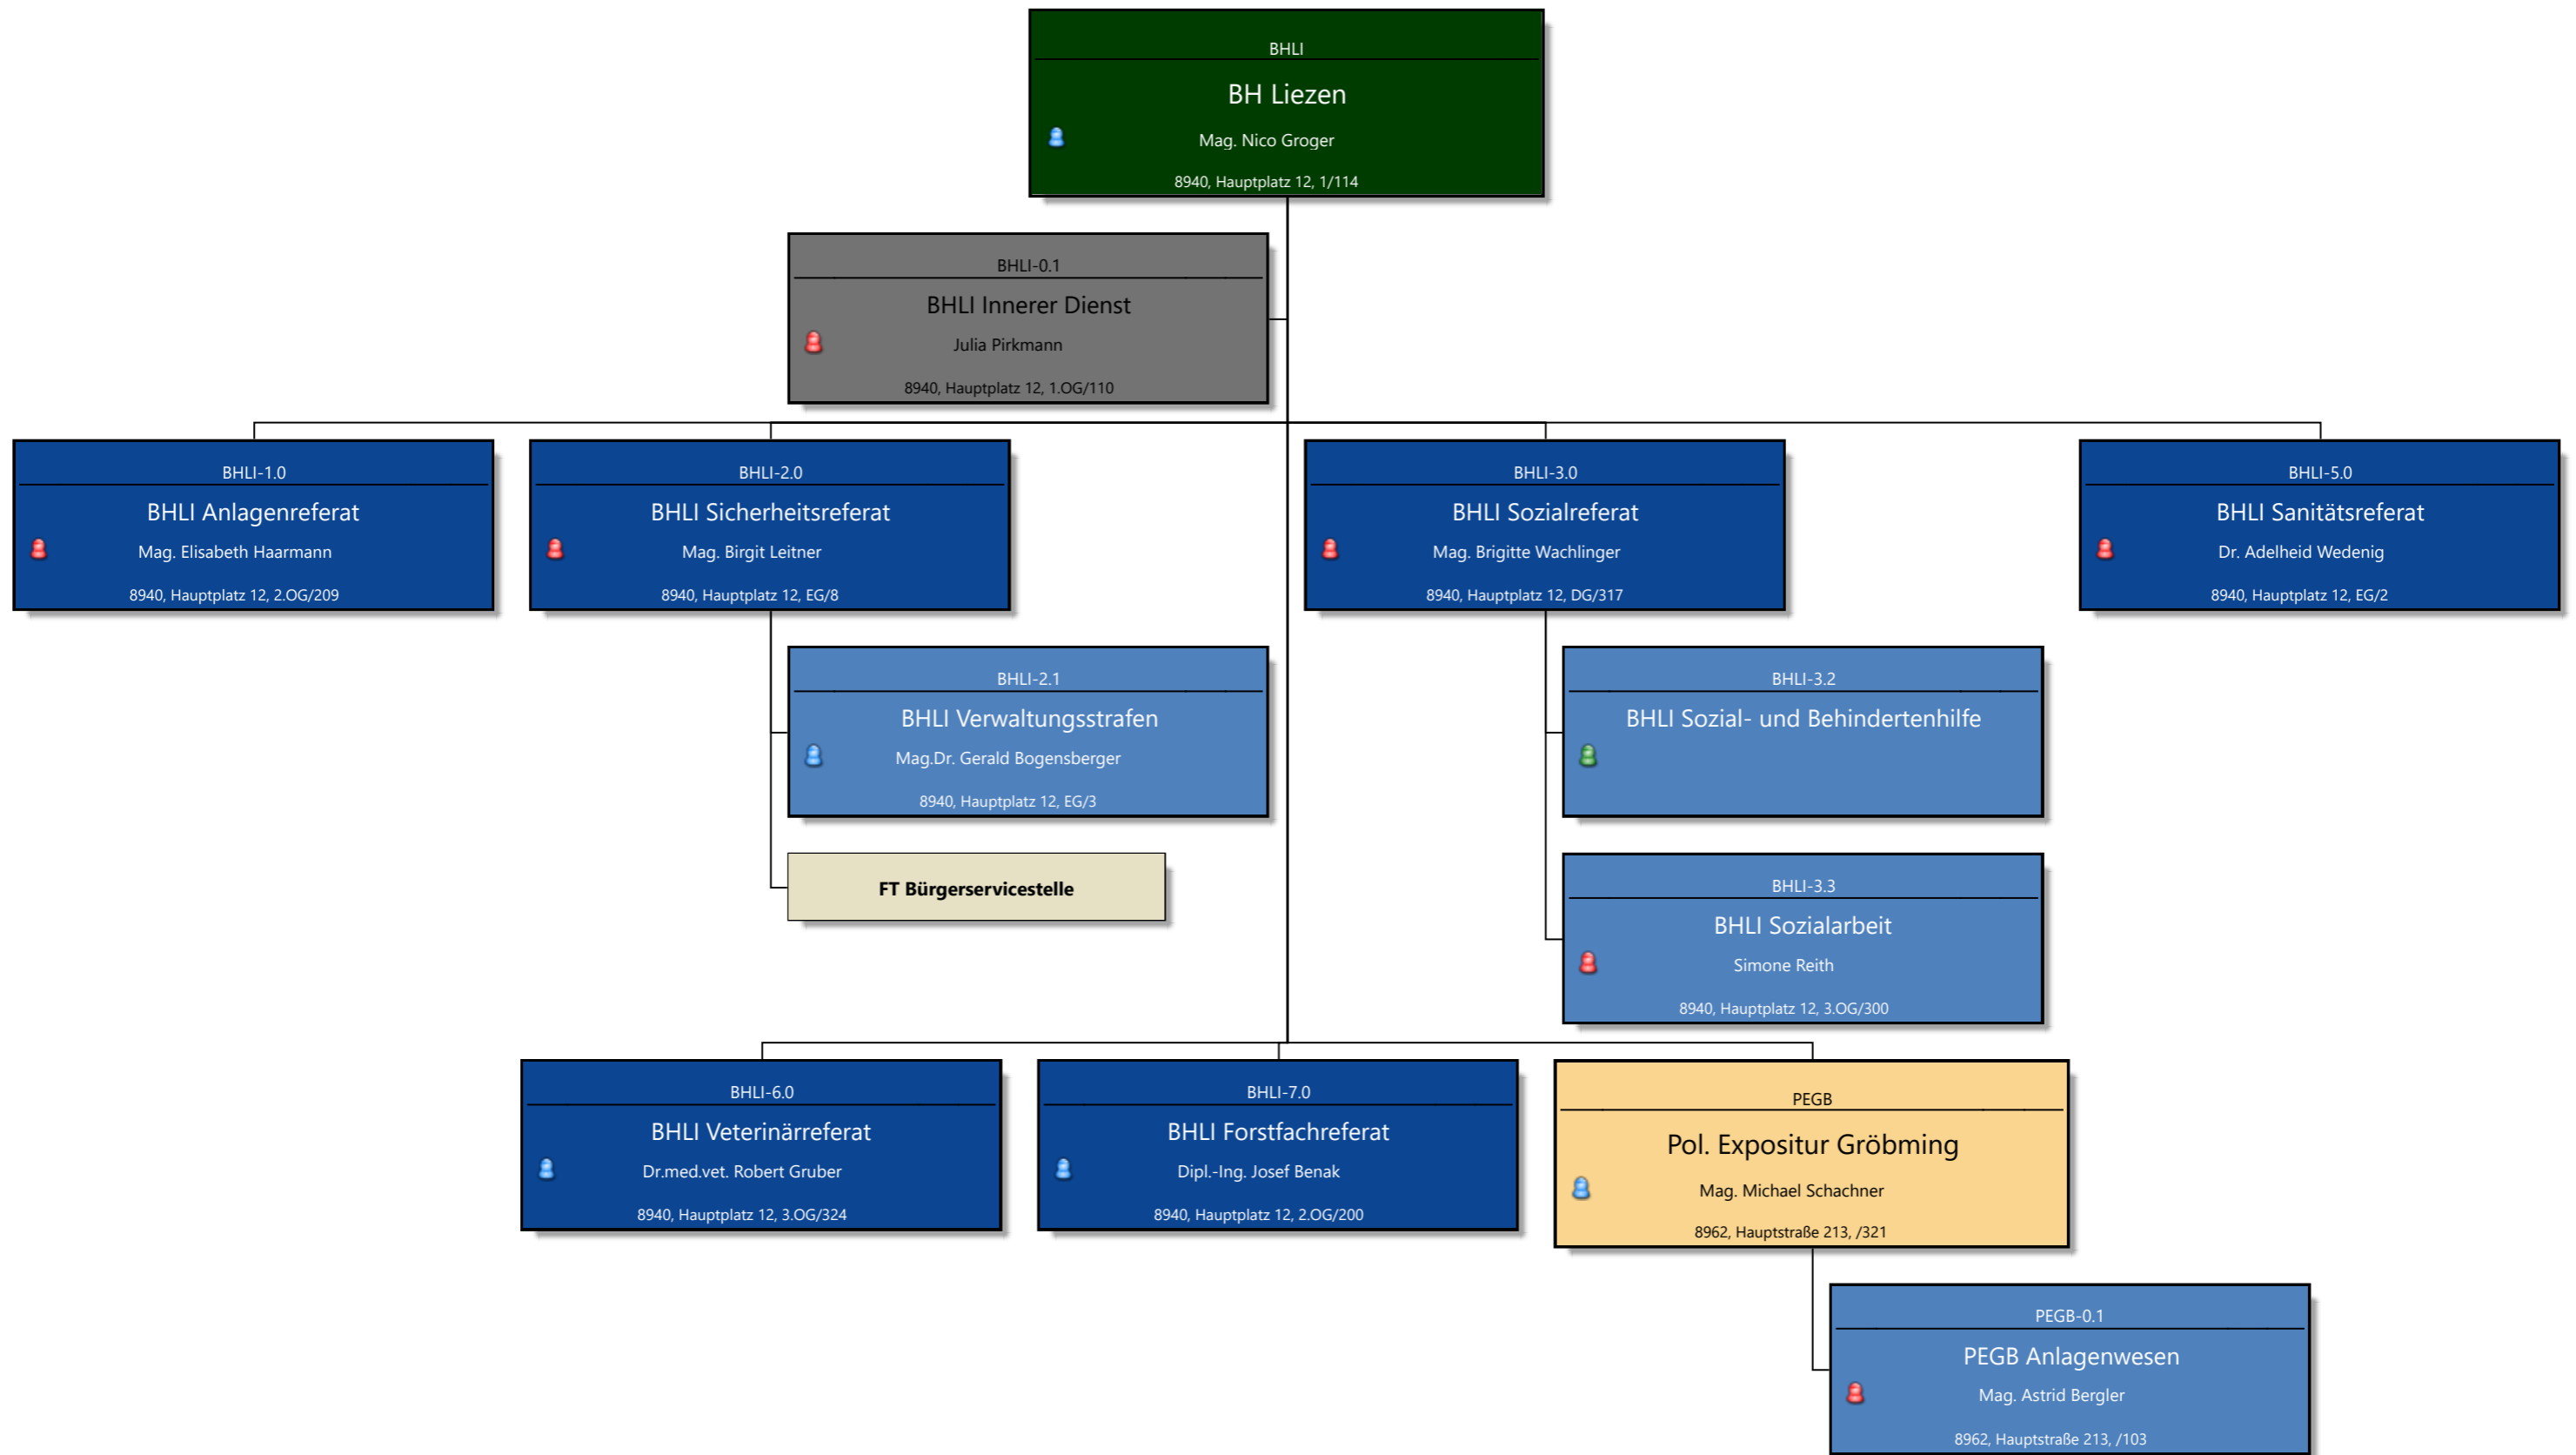 BHLI
BH Liezen
Mag. Nico Groger
8940, Hauptplatz 12, 1/114
BHLI-0.1
BHLI Innerer Dienst
Julia Pirkmann
8940, Hauptplatz 12, 1.OG/110
BHLI-1.0
BHLI Anlagenreferat
Mag. Elisabeth Haarmann
8940, Hauptplatz 12, 2.OG/209
BHLI-2.0
BHLI Sicherheitsreferat
Mag. Birgit Leitner
8940, Hauptplatz 12, EG/8
BHLI-3.0
BHLI Sozialreferat
Mag. Brigitte Wachlinger
8940, Hauptplatz 12, DG/317
BHLI-5.0
BHLI Sanitätsreferat
Dr. Adelheid Wedenig
8940, Hauptplatz 12, EG/2
BHLI-2.1
BHLI Verwaltungsstrafen
Mag.Dr. Gerald Bogensberger
8940, Hauptplatz 12, EG/3
FT Bürgerservicestelle
BHLI-3.2
BHLI Sozial- und Behindertenhilfe
BHLI-3.3
BHLI Sozialarbeit
Simone Reith
8940, Hauptplatz 12, 3.OG/300
BHLI-6.0
BHLI Veterinärreferat
Dr.med.vet. Robert Gruber
8940, Hauptplatz 12, 3.OG/324
BHLI-7.0
BHLI Forstfachreferat
Dipl.-Ing. Josef Benak
8940, Hauptplatz 12, 2.OG/200
PEGB
Pol. Expositur Gröbming
Mag. Michael Schachner
8962, Hauptstraße 213, /321
PEGB-0.1
PEGB Anlagenwesen
Mag. Astrid Bergler
8962, Hauptstraße 213, /103